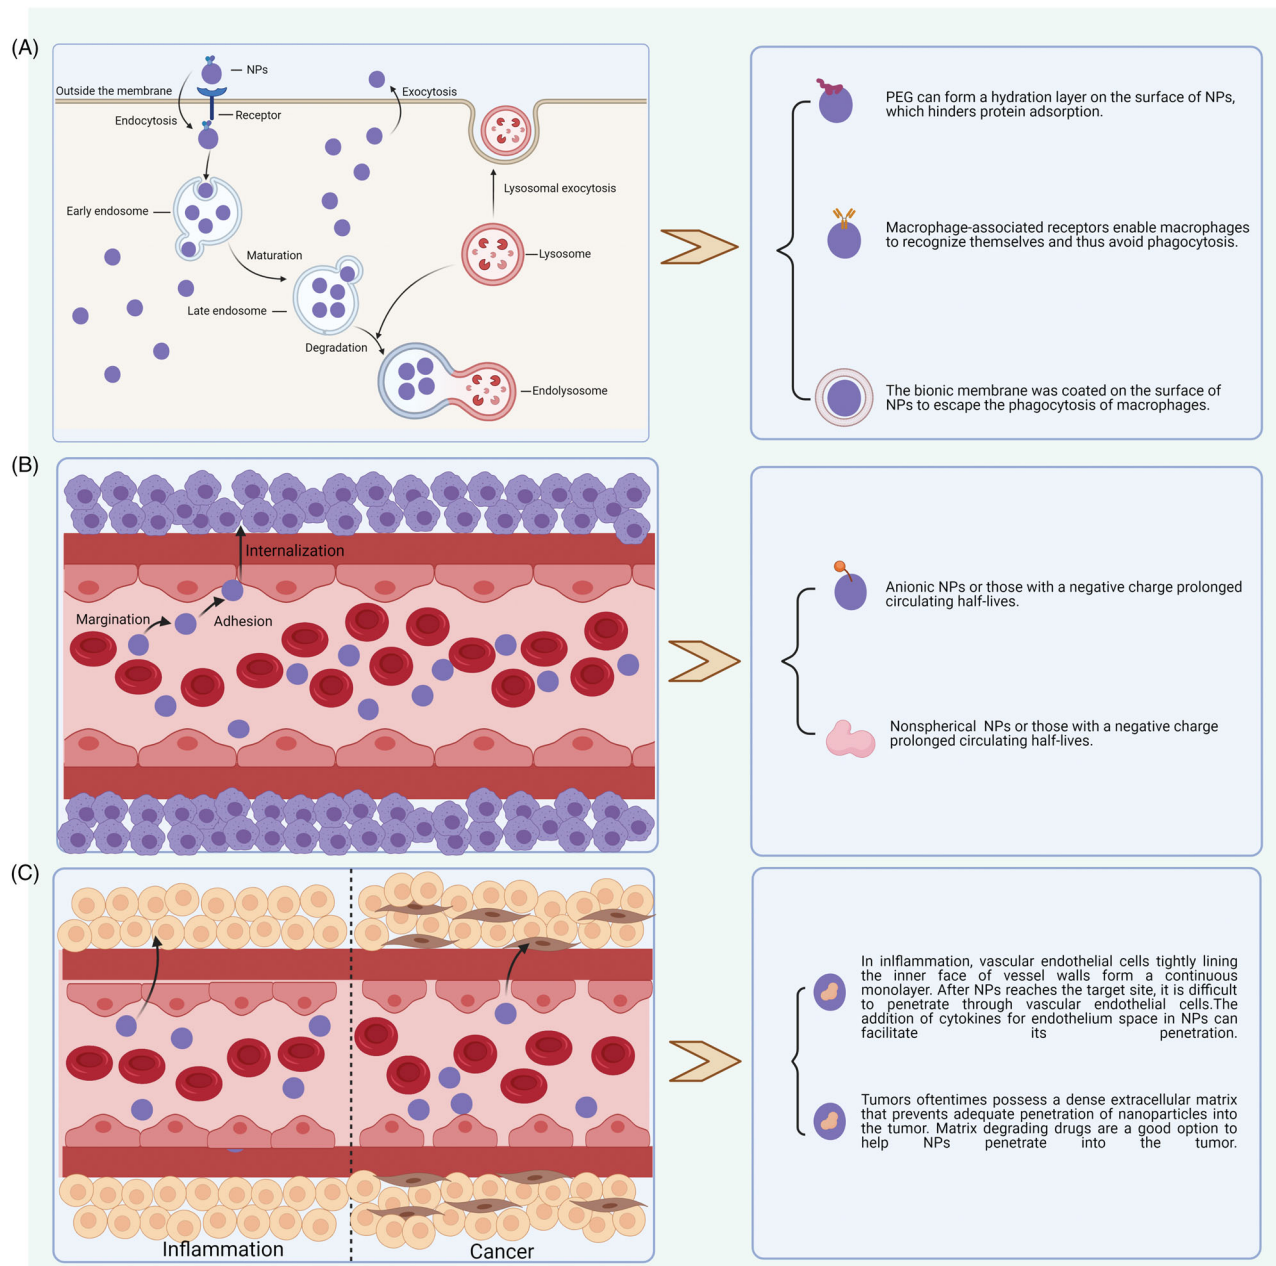 (A)
NPs
Outside the membrane
Exocytosis
Endocytosis
Receptor
Lysosomal exocytosis
Early endosome
Maturation
Lysosome
Late endosome
Degradation
Endolysosome
PEG can form a hydration layer on the surface of NPs,
which hinders protein adsorption.
Macrophage-associated receptors enable macrophages
to recognize themselves and thus avoid phagocytosis.
The bionic membrane was coated on the surface of
NPs to escape the phagocytosis of macrophages.
(B)
Internalization
Margination
Adhesion
Anionic NPs or those with a negative charge prolonged
circulating half-lives.
Nonspherical NPs or those with a negative charge
prolonged circulating half-lives.
(C)
Inflammation
Cancer
In inlflammation, vascular endothelial cells tightly lining
the inner face of vessel walls form a continuous
monolayer. After NPs reaches the target site, it is difficult
to penetrate through vascular endothelial cells.The
addition of cytokines for endothelium space in NPs can
facilitate its penetration.
Tumors oftentimes possess a dense extracellular matrix
that prevents adequate penetration of nanoparticles into
the tumor. Matrix degrading drugs are a good option to
help NPs penetrate into the tumor.